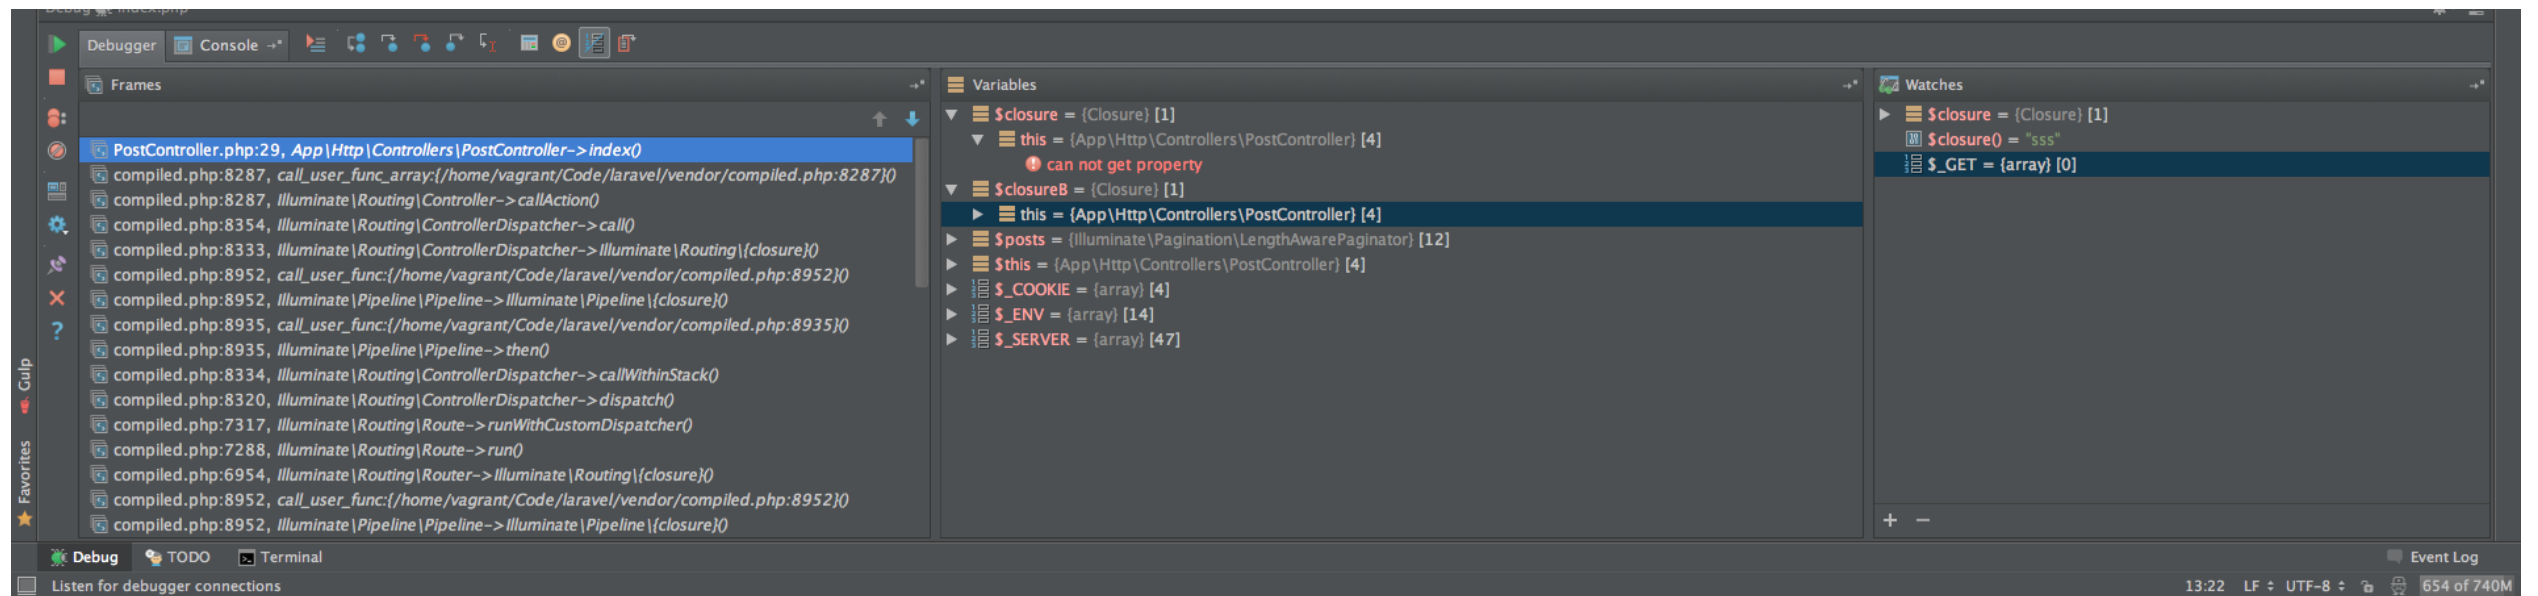 Debug index.php
Debugger
Console
Frames
PostController.php:29, App\Http\Controllers\PostController->index()
compiled.php:8287, call_user_func_array:{/home/vagrant/Code/laravel/vendor/compiled.php:8287}()
compiled.php:8287, Illuminate\Routing\Controller->callAction()
compiled.php:8354, Illuminate\Routing\ControllerDispatcher->call()
compiled.php:8333, Illuminate\Routing\ControllerDispatcher->Illuminate\Routing\{closure}()
compiled.php:8952, call_user_func:{/home/vagrant/Code/laravel/vendor/compiled.php:8952}()
compiled.php:8952, Illuminate\Pipeline\Pipeline->Illuminate\Pipeline\{closure}()
compiled.php:8935, call_user_func:{/home/vagrant/Code/laravel/vendor/compiled.php:8935}()
compiled.php:8935, Illuminate\Pipeline\Pipeline->then()
compiled.php:8334, Illuminate\Routing\ControllerDispatcher->callWithinStack()
compiled.php:8320, Illuminate\Routing\ControllerDispatcher->dispatch()
compiled.php:7317, Illuminate\Routing\Route->runWithCustomDispatcher()
compiled.php:7288, Illuminate\Routing\Route->run()
compiled.php:6954, Illuminate\Routing\Router->Illuminate\Routing\{closure}()
compiled.php:8952, call_user_func:{/home/vagrant/Code/laravel/vendor/compiled.php:8952}()
compiled.php:8952, Illuminate\Pipeline\Pipeline->Illuminate\Pipeline\{closure}()
Variables
$closure = {Closure} [1]
this = {App\Http\Controllers\PostController} [4]
can not get property
$closureB = {Closure} [1]
this = {App\Http\Controllers\PostController} [4]
$posts = {Illuminate\Pagination\LengthAwarePaginator} [12]
$this = {App\Http\Controllers\PostController} [4]
$_COOKIE = {array} [4]
$_ENV = {array} [14]
$_SERVER = {array} [47]
Watches
$closure = {Closure} [1]
$closure() = "sss"
$_GET = {array} [0]
Gulp
Favorites
Debug
TODO
Terminal
Event Log
Listen for debugger connections
13:22 LF UTF-8 654 of 740M